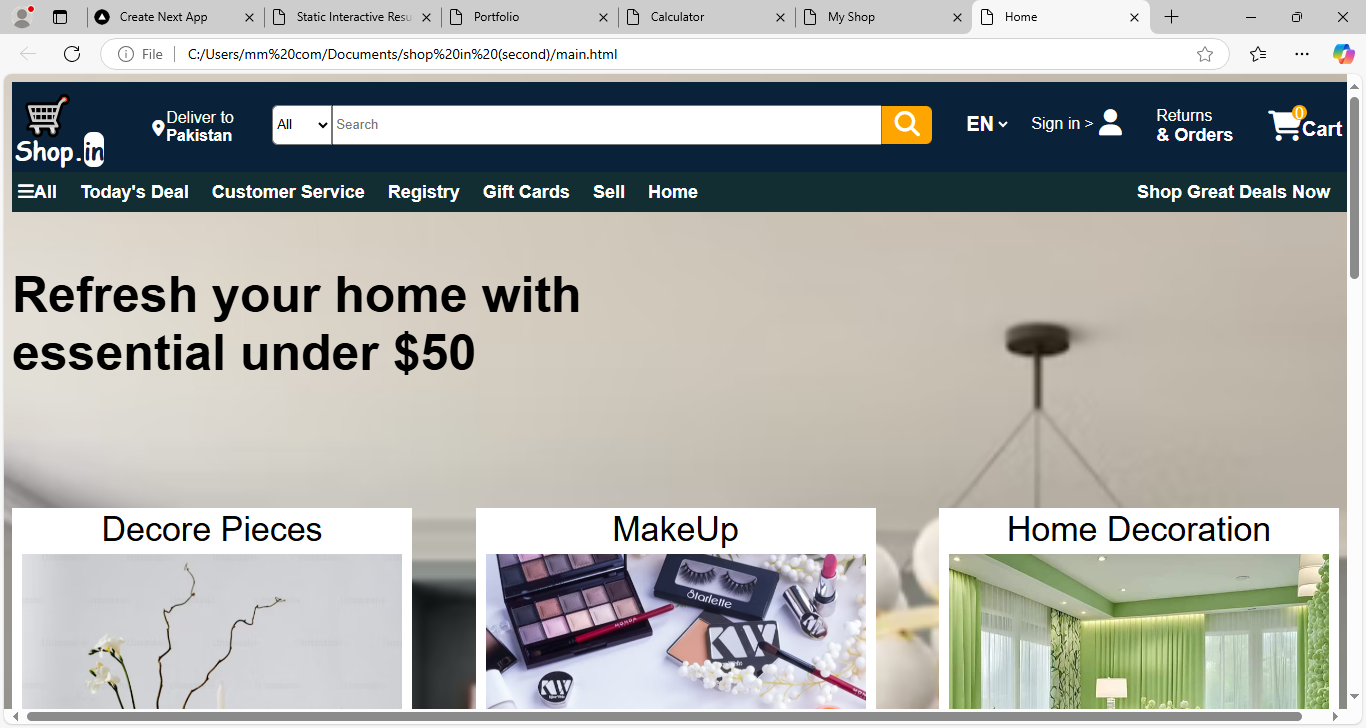 Create Next App
Static Interactive Resu
Portfolio
Calculator
My Shop
Home
File
C:/Users/mm%20com/Documents/shop%20in%20(second)/main.html
Shop.in
Deliver to
Pakistan
All
Search
EN
Sign in >
Returns
& Orders
0
Cart
All
Today's Deal
Customer Service
Registry
Gift Cards
Sell
Home
Shop Great Deals Now
Refresh your home with
essential under $50
Decore Pieces
MakeUp
Home Decoration
Starlette
KW
KW